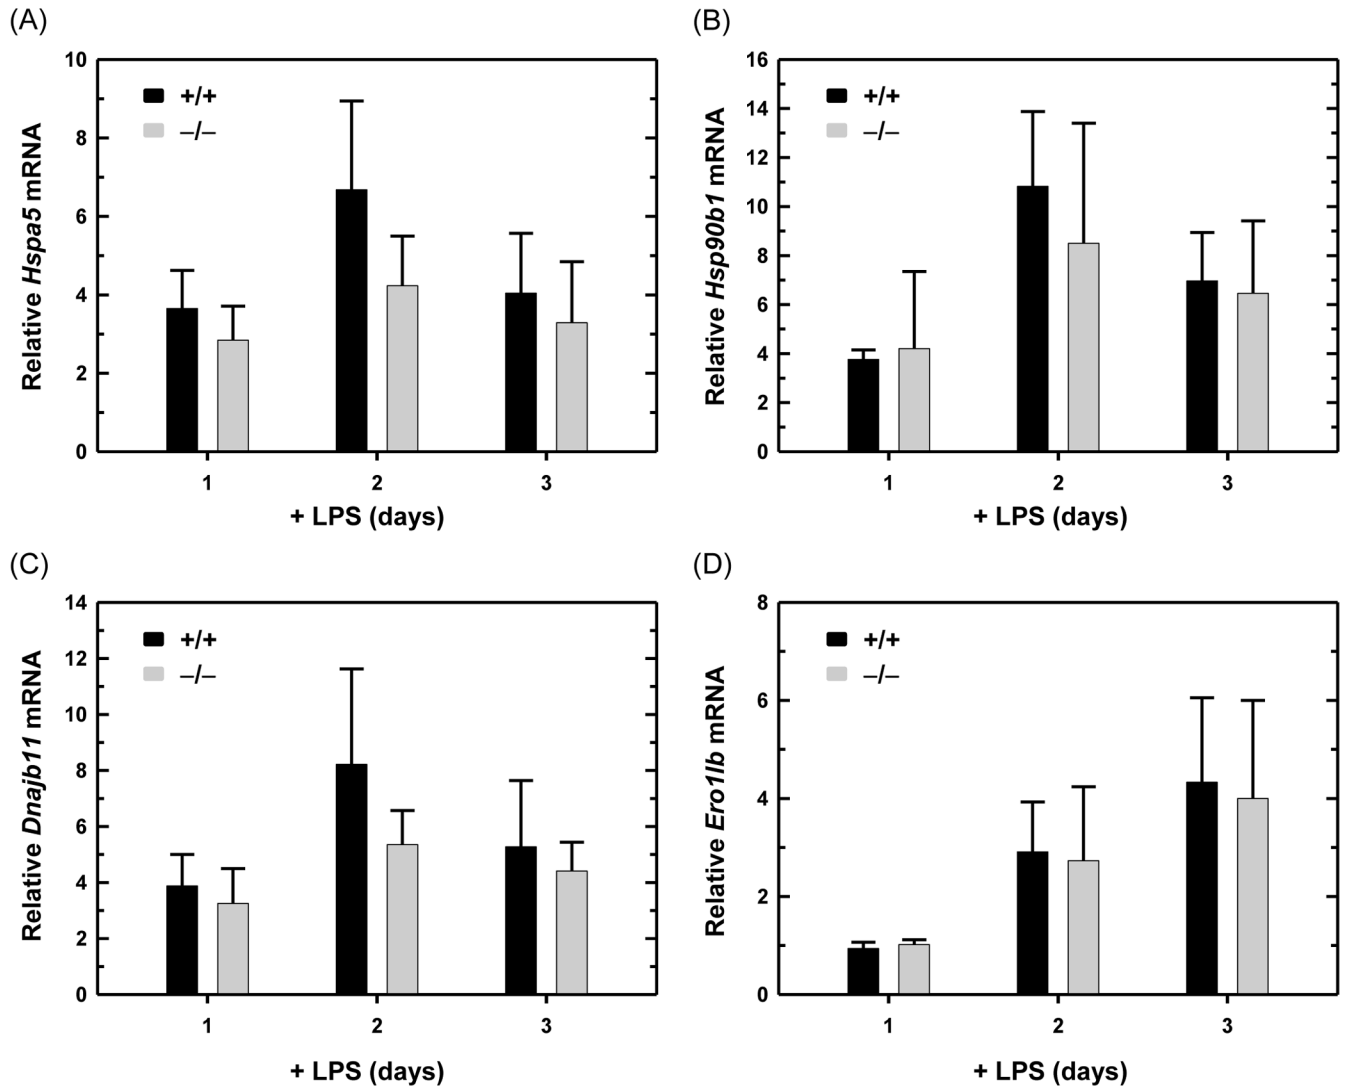 (A)
Relative Hspa5 mRNA
10
8
6
4
2
0
+/+
–/–
1 2 3
+ LPS (days)
(B)
Relative Hsp90b1 mRNA
16
14
12
10
8
6
4
2
0
+/+
–/–
1 2 3
+ LPS (days)
(C)
Relative Dnajb11 mRNA
14
12
10
8
6
4
2
0
+/+
–/–
1 2 3
+ LPS (days)
(D)
Relative Ero1lb mRNA
8
6
4
2
0
+/+
–/–
1 2 3
+ LPS (days)